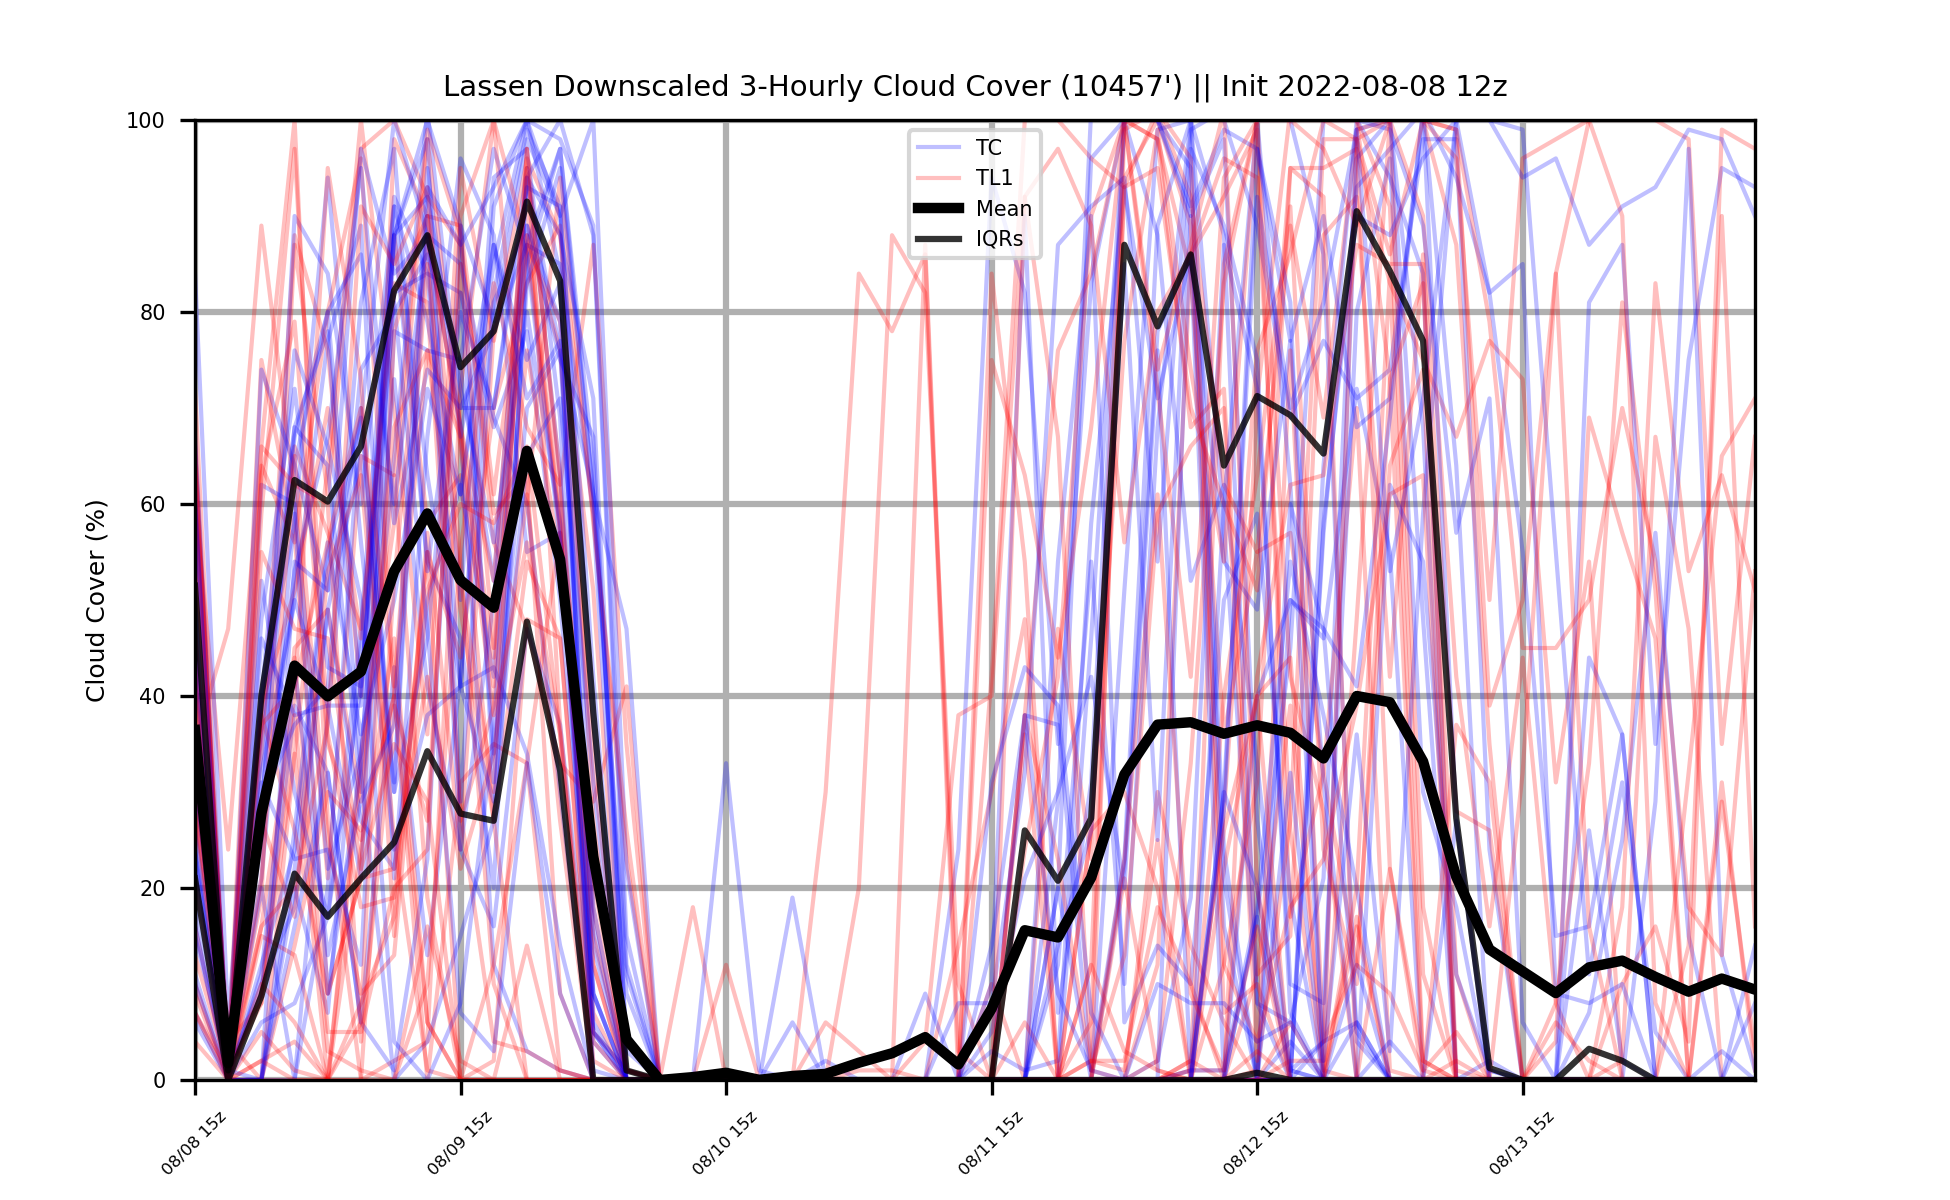 Lassen Downscaled 3-Hourly Cloud Cover (10457') || Init 2022-08-08 12z
TC
TL1
Mean
IQRs
Cloud Cover (%)
100
80
60
40
20
0
08/08 15z
08/09 15z
08/10 15z
08/11 15z
08/12 15z
08/13 15z